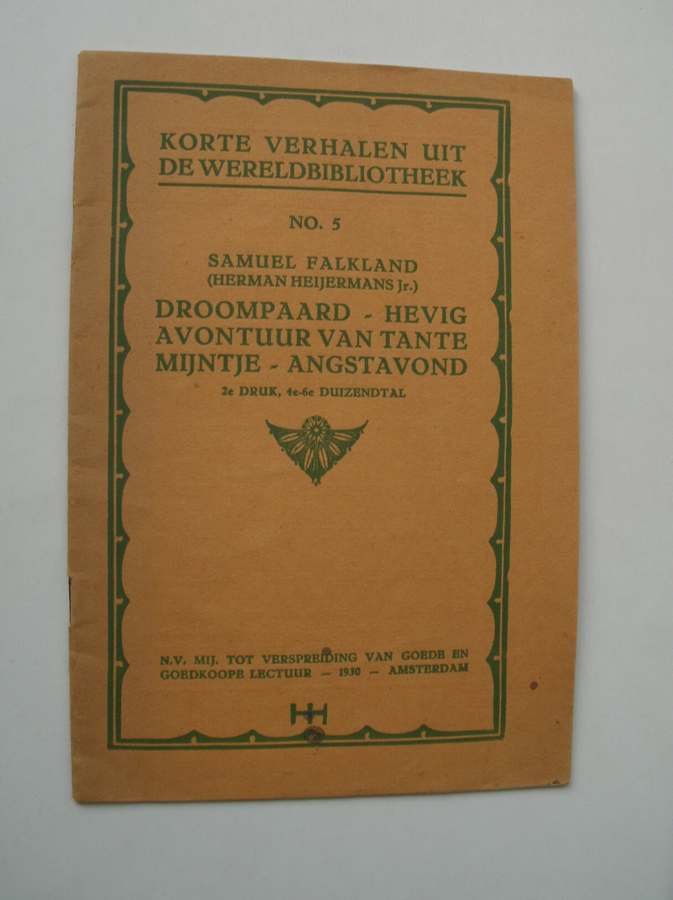 KORTE VERHALEN UIT
DE WERELDBIBLIOTHEEK
NO. 5
SAMUEL FALKLAND
(HERMAN HEIJERMANS Jr.)
DROOMPAARD - HEVIG
AVONTUUR VAN TANTE
MIJNTJE - ANGSTAVOND
2e DRUK, 4e-6e DUIZENDTAL
N.V. MIJ. TOT VERSPREIDING VAN GOEDE EN
GOEDKOOPE LECTUUR — 1930 — AMSTERDAM